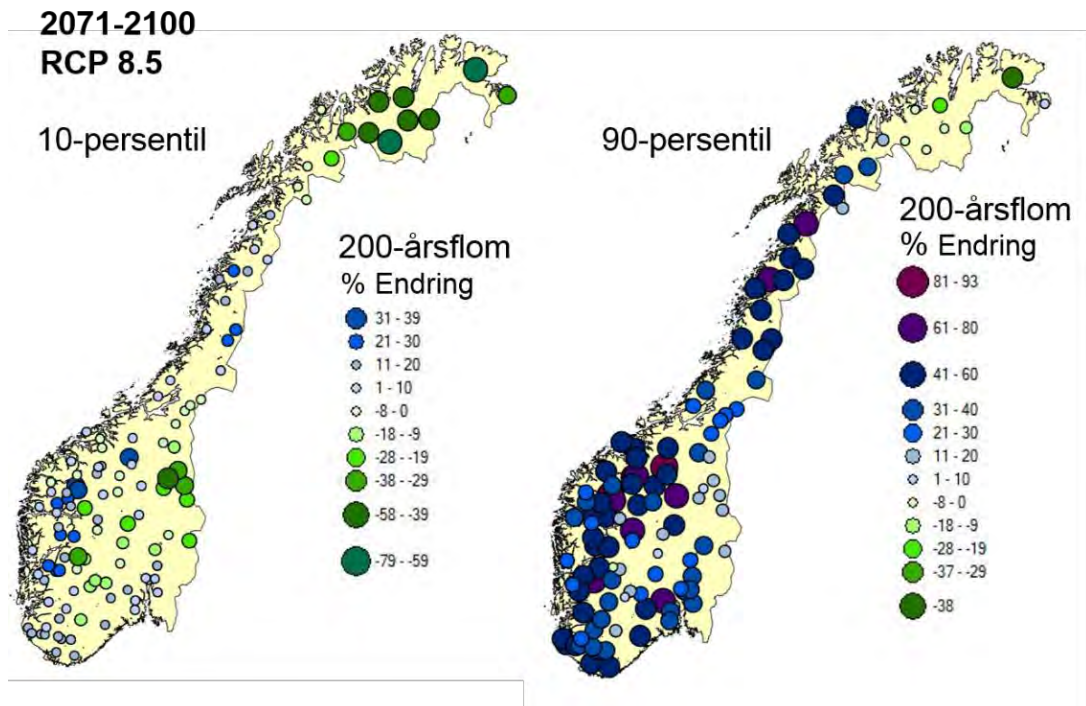 2071-2100
RCP 8.5
10-persentil
200-årsflom
% Endring
31 - 39
21 - 30
11 - 20
1 - 10
-8 - 0
-18 - -9
-28 - -19
-38 - -29
-58 - -39
-79 - -59
90-persentil
200-årsflom
% Endring
81 - 93
61 - 80
41 - 60
31 - 40
21 - 30
11 - 20
1 - 10
-8 - 0
-18 - -9
-28 - -19
-37 - -29
-38